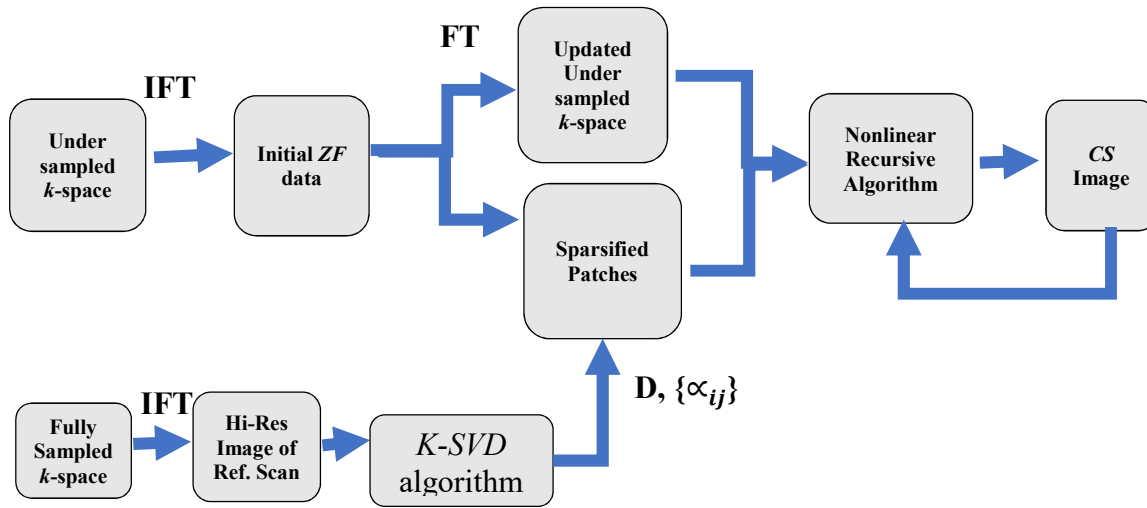 IFT
Under
sampled
k-space
Initial ZF
data
FT
Updated
Under
sampled
k-space
Sparsified
Patches
Nonlinear
Recursive
Algorithm
CS
Image
IFT
Fully
Sampled
k-space
Hi-Res
Image of
Ref. Scan
K-SVD
algorithm
D, {∝ij}